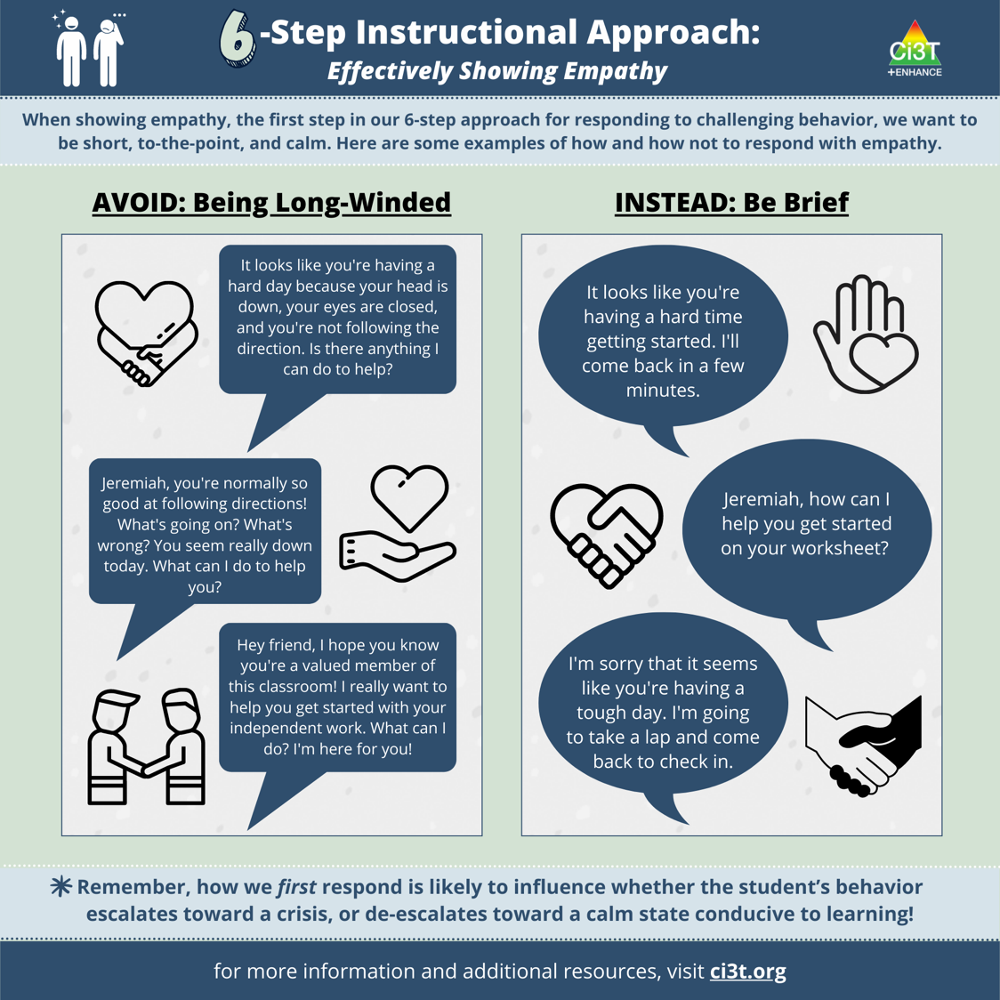 6-Step Instructional Approach:
Effectively Showing Empathy
Ci3T
+ENHANCE
When showing empathy, the first step in our 6-step approach for responding to challenging behavior, we want to
be short, to-the-point, and calm. Here are some examples of how and how not to respond with empathy.
AVOID: Being Long-Winded
It looks like you're having a
hard day because your head is
down, your eyes are closed,
and you're not following the
direction. Is there anything I
can do to help?
Jeremiah, you're normally so
good at following directions!
What's going on? What's
wrong? You seem really down
today. What can I do to help
you?
Hey friend, I hope you know
you're a valued member of
this classroom! I really want to
help you get started with your
independent work. What can I
do? I'm here for you!
INSTEAD: Be Brief
It looks like you're
having a hard time
getting started. I'll
come back in a few
minutes.
Jeremiah, how can I
help you get started
on your worksheet?
I'm sorry that it seems
like you're having a
tough day. I'm going
to take a lap and come
back to check in.
Remember, how we first respond is likely to influence whether the student’s behavior
escalates toward a crisis, or de-escalates toward a calm state conducive to learning!
for more information and additional resources, visit ci3t.org